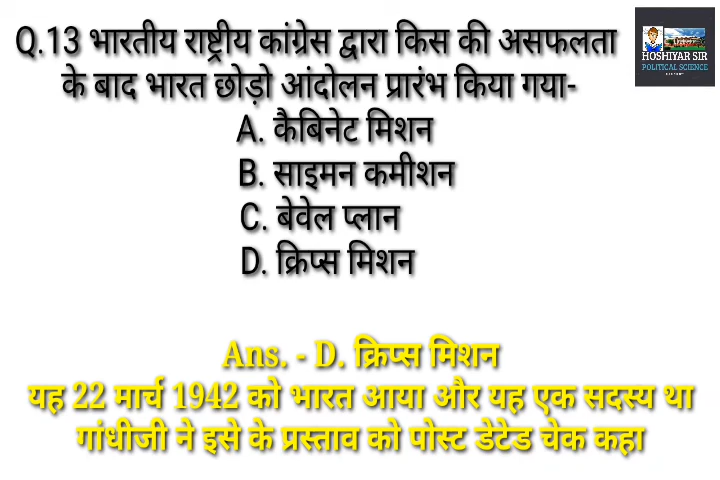 Q.13 भारतीय राष्ट्रीय कांग्रेस द्वारा किस की असफलता
के बाद भारत छोड़ो आंदोलन प्रारंभ किया गया-
A. कैबिनेट मिशन
B. साइमन कमीशन
C. बेवेल प्लान
D. क्रिप्स मिशन
HOSHIYAR SIR
POLITICAL SCIENCE
Ans. - D. क्रिप्स मिशन
यह 22 मार्च 1942 को भारत आया और यह एक सदस्य था
गांधीजी ने इसे के प्रस्ताव को पोस्ट डेटेड चेक कहा